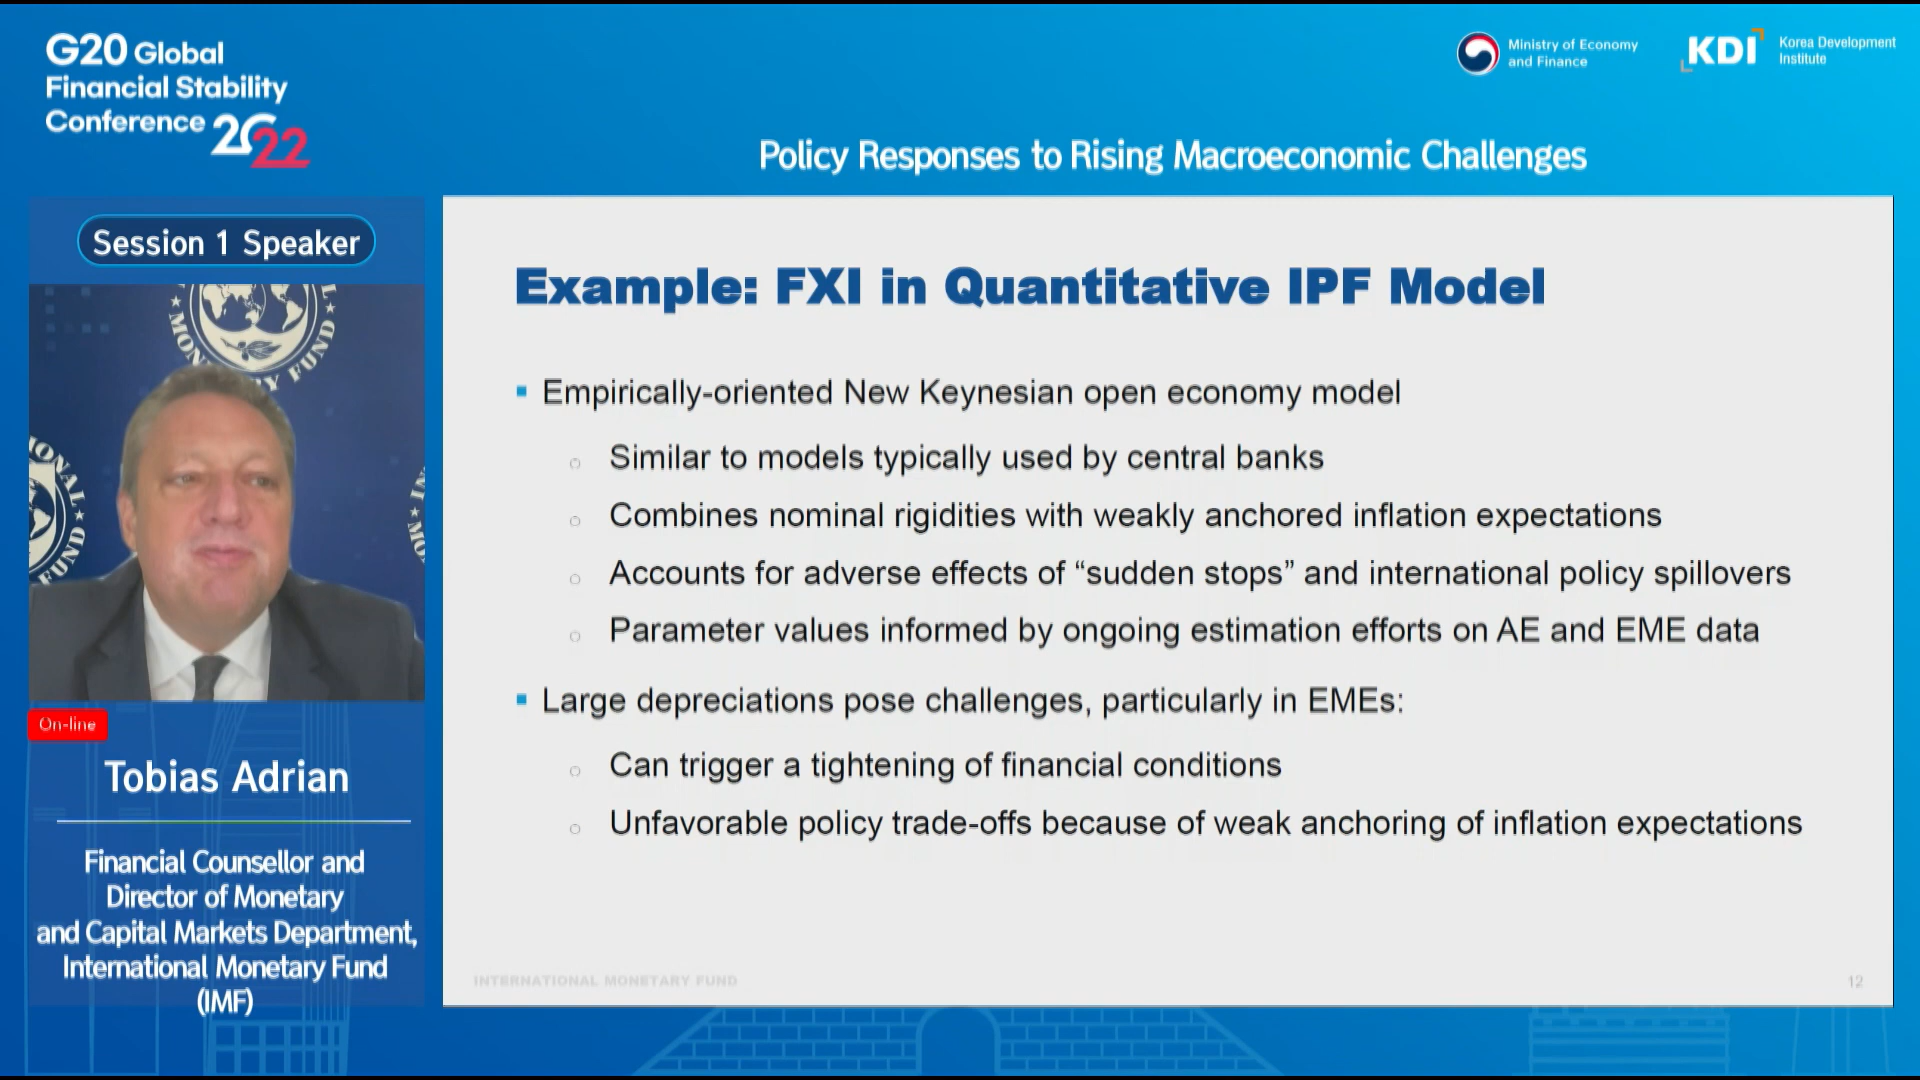 G20 Global
Financial Stability
Conference 2022
Ministry of Economy
and Finance
KDI
Korea Development
Institute
Policy Responses to Rising Macroeconomic Challenges
Session 1 Speaker
MONETARY FUND
On-line
Tobias Adrian
Financial Counsellor and
Director of Monetary
and Capital Markets Department,
International Monetary Fund
(IMF)
Example: FXI in Quantitative IPF Model
▪ Empirically-oriented New Keynesian open economy model
○ Similar to models typically used by central banks
○ Combines nominal rigidities with weakly anchored inflation expectations
○ Accounts for adverse effects of “sudden stops” and international policy spillovers
○ Parameter values informed by ongoing estimation efforts on AE and EME data
▪ Large depreciations pose challenges, particularly in EMEs:
○ Can trigger a tightening of financial conditions
○ Unfavorable policy trade-offs because of weak anchoring of inflation expectations
INTERNATIONAL MONETARY FUND
12